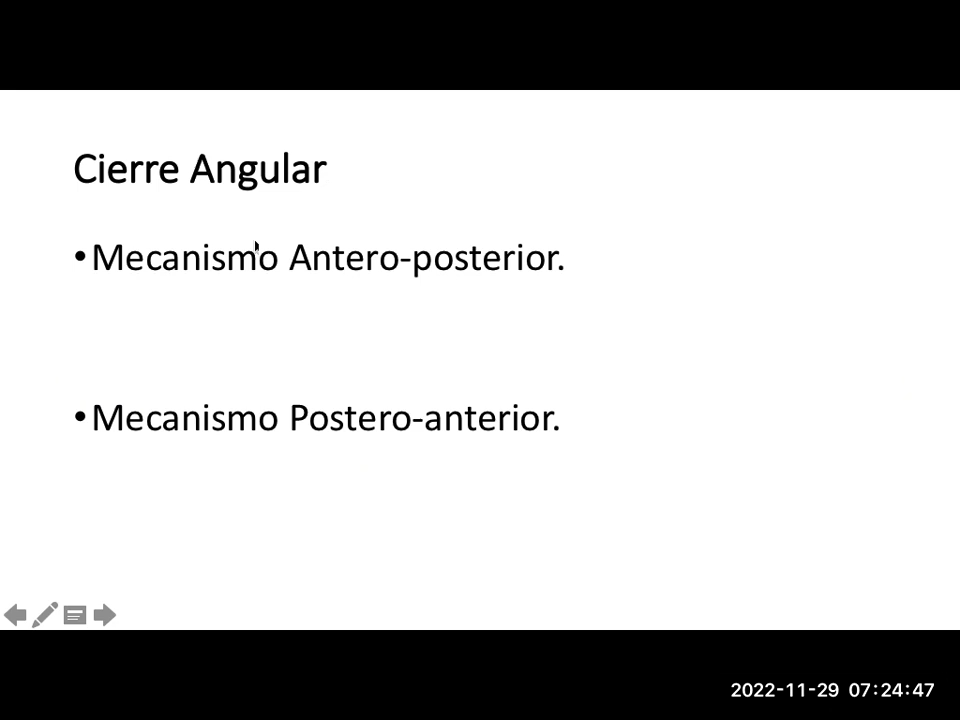 Cierre Angular
•Mecanismo Antero-posterior.
•Mecanismo Postero-anterior.
2022-11-29 07:24:47